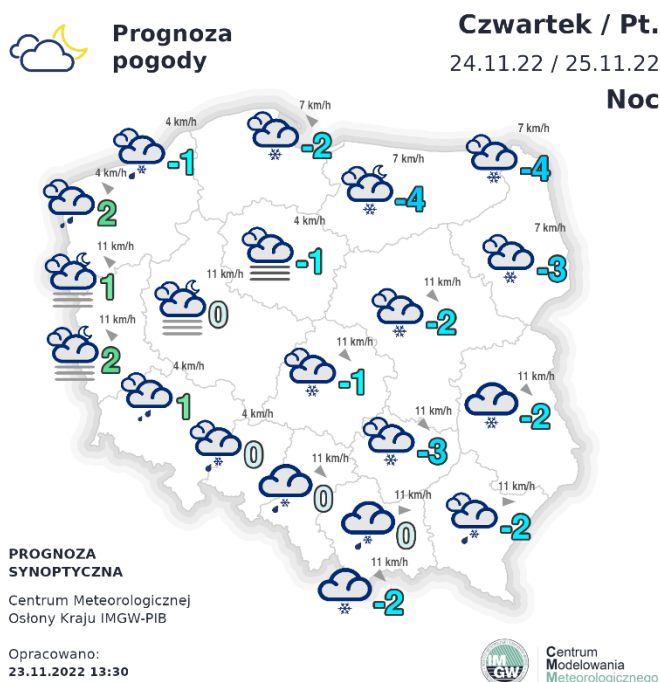 Prognoza
pogody
Czwartek / Pt.
24.11.22 / 25.11.22
Noc
4 km/h
-1
7 km/h
-2
7 km/h
-4
7 km/h
-4
4 km/h
2
4 km/h
-1
7 km/h
-3
11 km/h
1
11 km/h
0
11 km/h
-2
11 km/h
2
11 km/h
-1
4 km/h
1
11 km/h
-2
4 km/h
0
11 km/h
-3
11 km/h
0
11 km/h
0
11 km/h
-2
11 km/h
-2
PROGNOZA
SYNOPTYCZNA
Centrum Meteorologicznej
Osłony Kraju IMGW-PIB
Opracowano:
23.11.2022 13:30
IM
GW
Centrum
Modelowania
Meteorologicznego